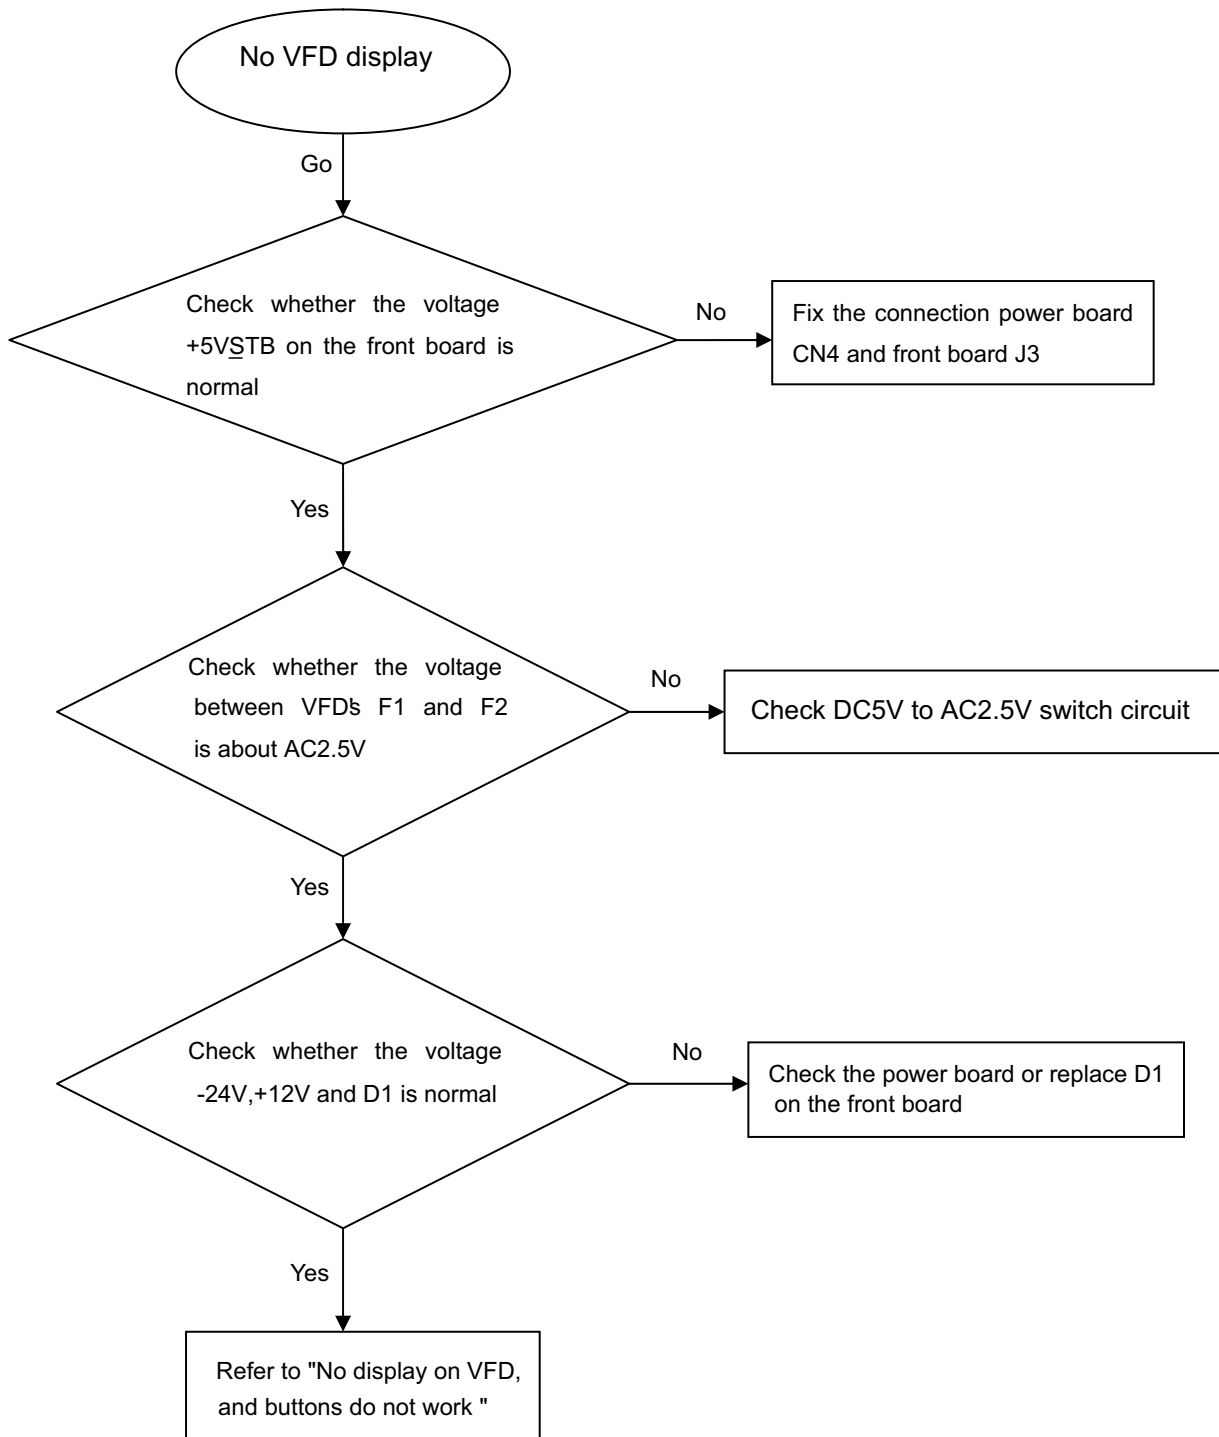 No VFD display
Go
Check whether the voltage
+5VSTB on the front board is
normal
No
Fix the connection power board
CN4 and front board J3
Yes
Check whether the voltage
between VFD's F1 and F2
is about AC2.5V
No
Check DC5V to AC2.5V switch circuit
Yes
Check whether the voltage
-24V,+12V and D1 is normal
No
Check the power board or replace D1
on the front board
Yes
Refer to "No display on VFD,
and buttons do not work "